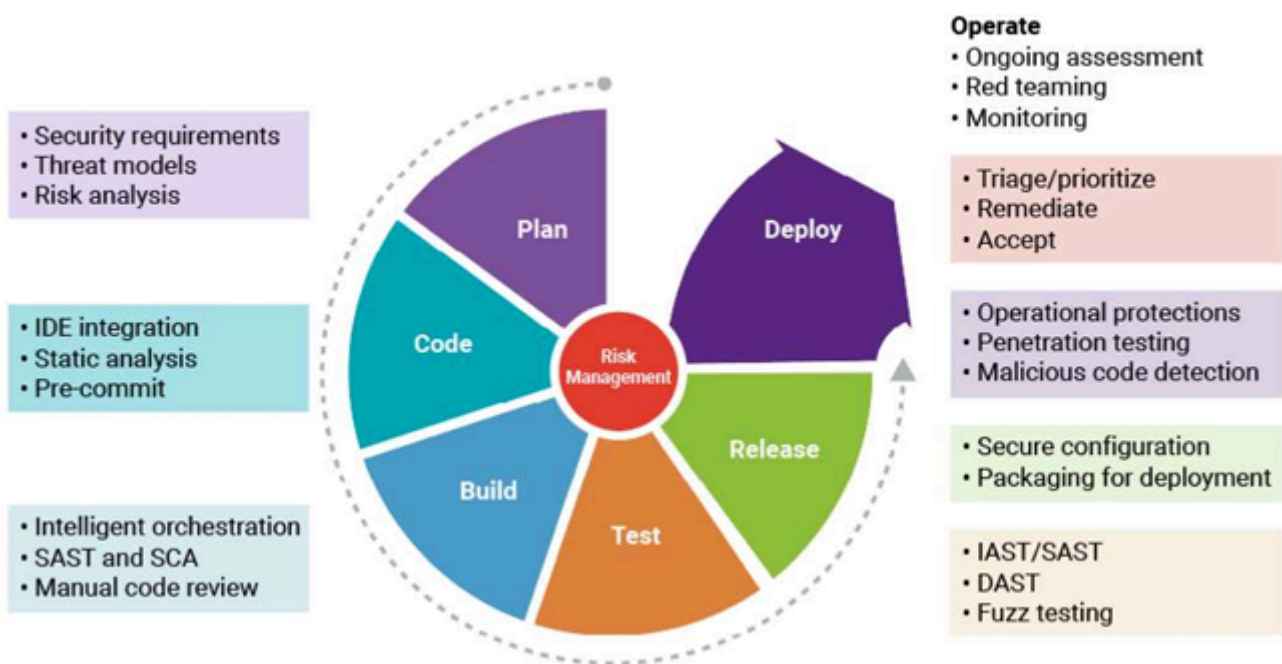 Operate
• Ongoing assessment
• Red teaming
• Monitoring
• Security requirements
• Threat models
• Risk analysis
• Triage/prioritize
• Remediate
• Accept
Plan
Deploy
• IDE integration
• Static analysis
• Pre-commit
Code
Risk
Management
• Operational protections
• Penetration testing
• Malicious code detection
Release
• Secure configuration
• Packaging for deployment
Build
Test
• Intelligent orchestration
• SAST and SCA
• Manual code review
• IAST/SAST
• DAST
• Fuzz testing